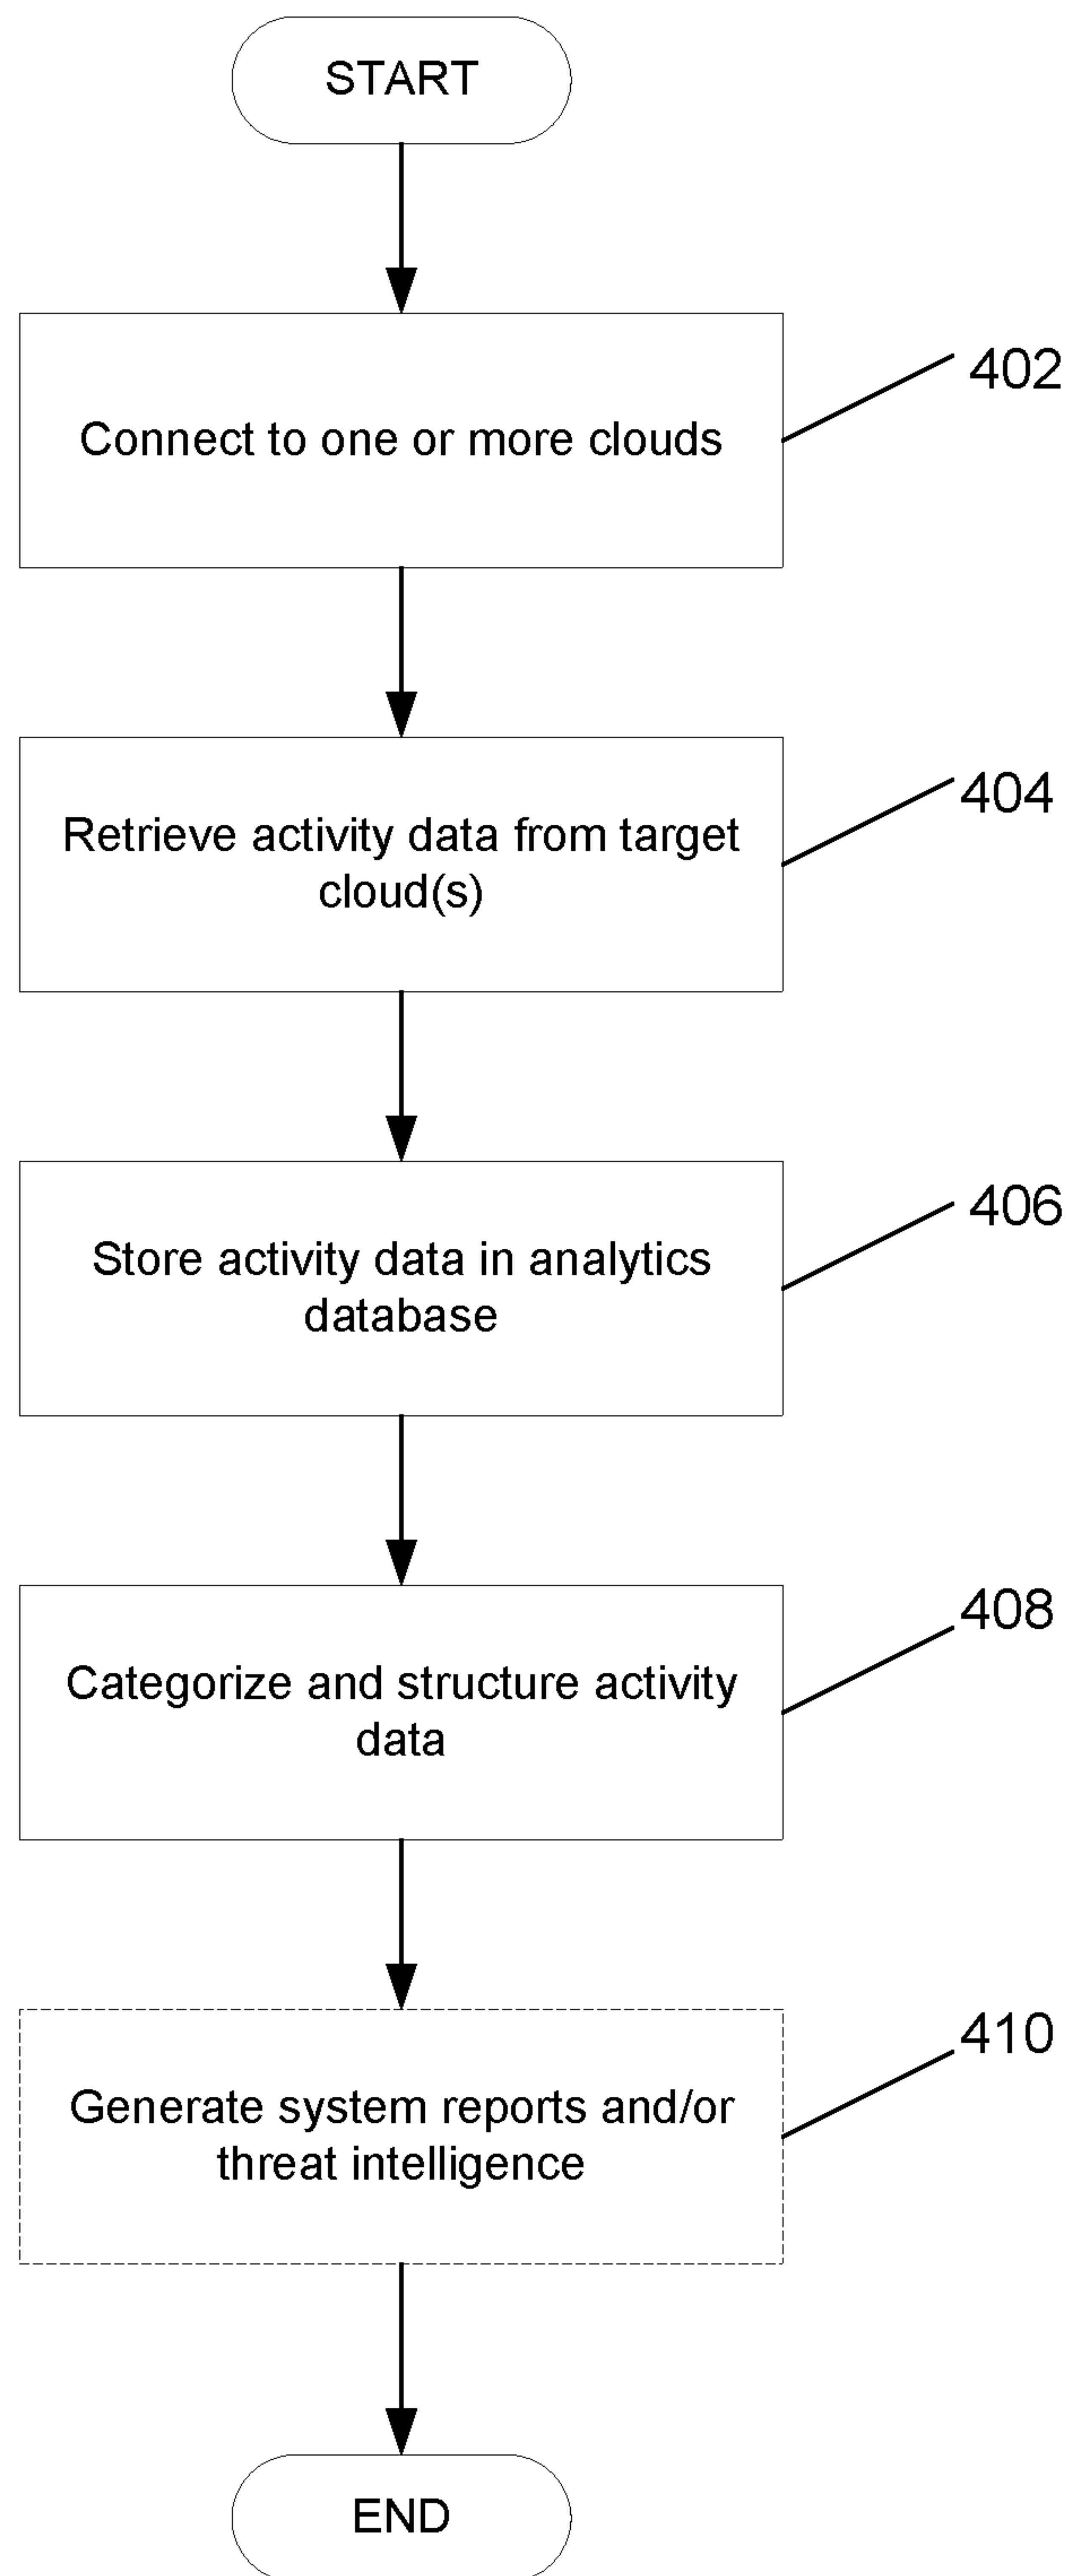 START
Connect to one or more clouds
402
Retrieve activity data from target
cloud(s)
404
Store activity data in analytics
database
406
Categorize and structure activity
data
408
Generate system reports and/or
threat intelligence
410
END